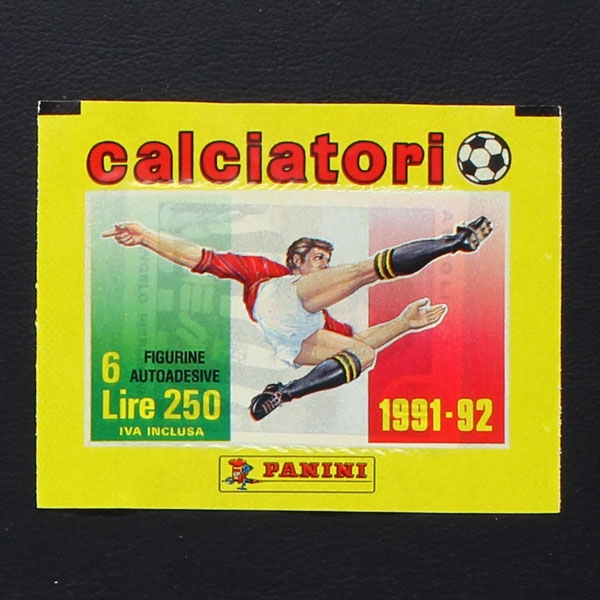 calciatori
6 FIGURINE
AUTOADESIVE
Lire 250
IVA INCLUSA
1991-92
PANINI